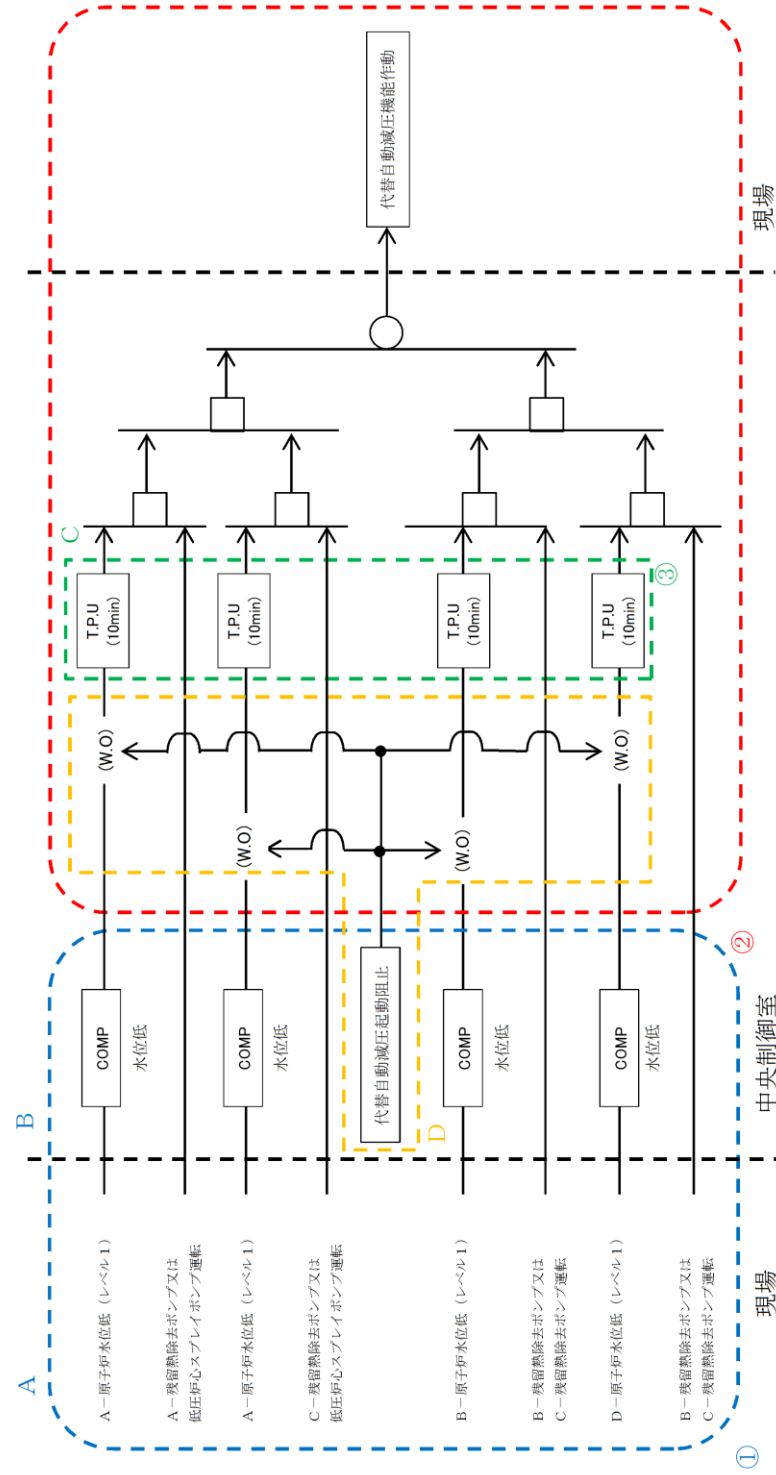 A
B
C
D
①
②
③
A－原子炉水位低（レベル１）
A－残留熱除去ポンプ又は
低圧炉心スプレイポンプ運転
A－原子炉水位低（レベル１）
C－残留熱除去ポンプ又は
低圧炉心スプレイポンプ運転
B－原子炉水位低（レベル１）
B－残留熱除去ポンプ又は
C－残留熱除去ポンプ運転
D－原子炉水位低（レベル１）
B－残留熱除去ポンプ又は
C－残留熱除去ポンプ運転
COMP
水位低
COMP
水位低
代替自動減圧起動阻止
COMP
水位低
COMP
水位低
(W.O)
(W.O)
(W.O)
(W.O)
T.P.U
(10min)
T.P.U
(10min)
T.P.U
(10min)
T.P.U
(10min)
代替自動減圧機能作動
現場
中央制御室
現場